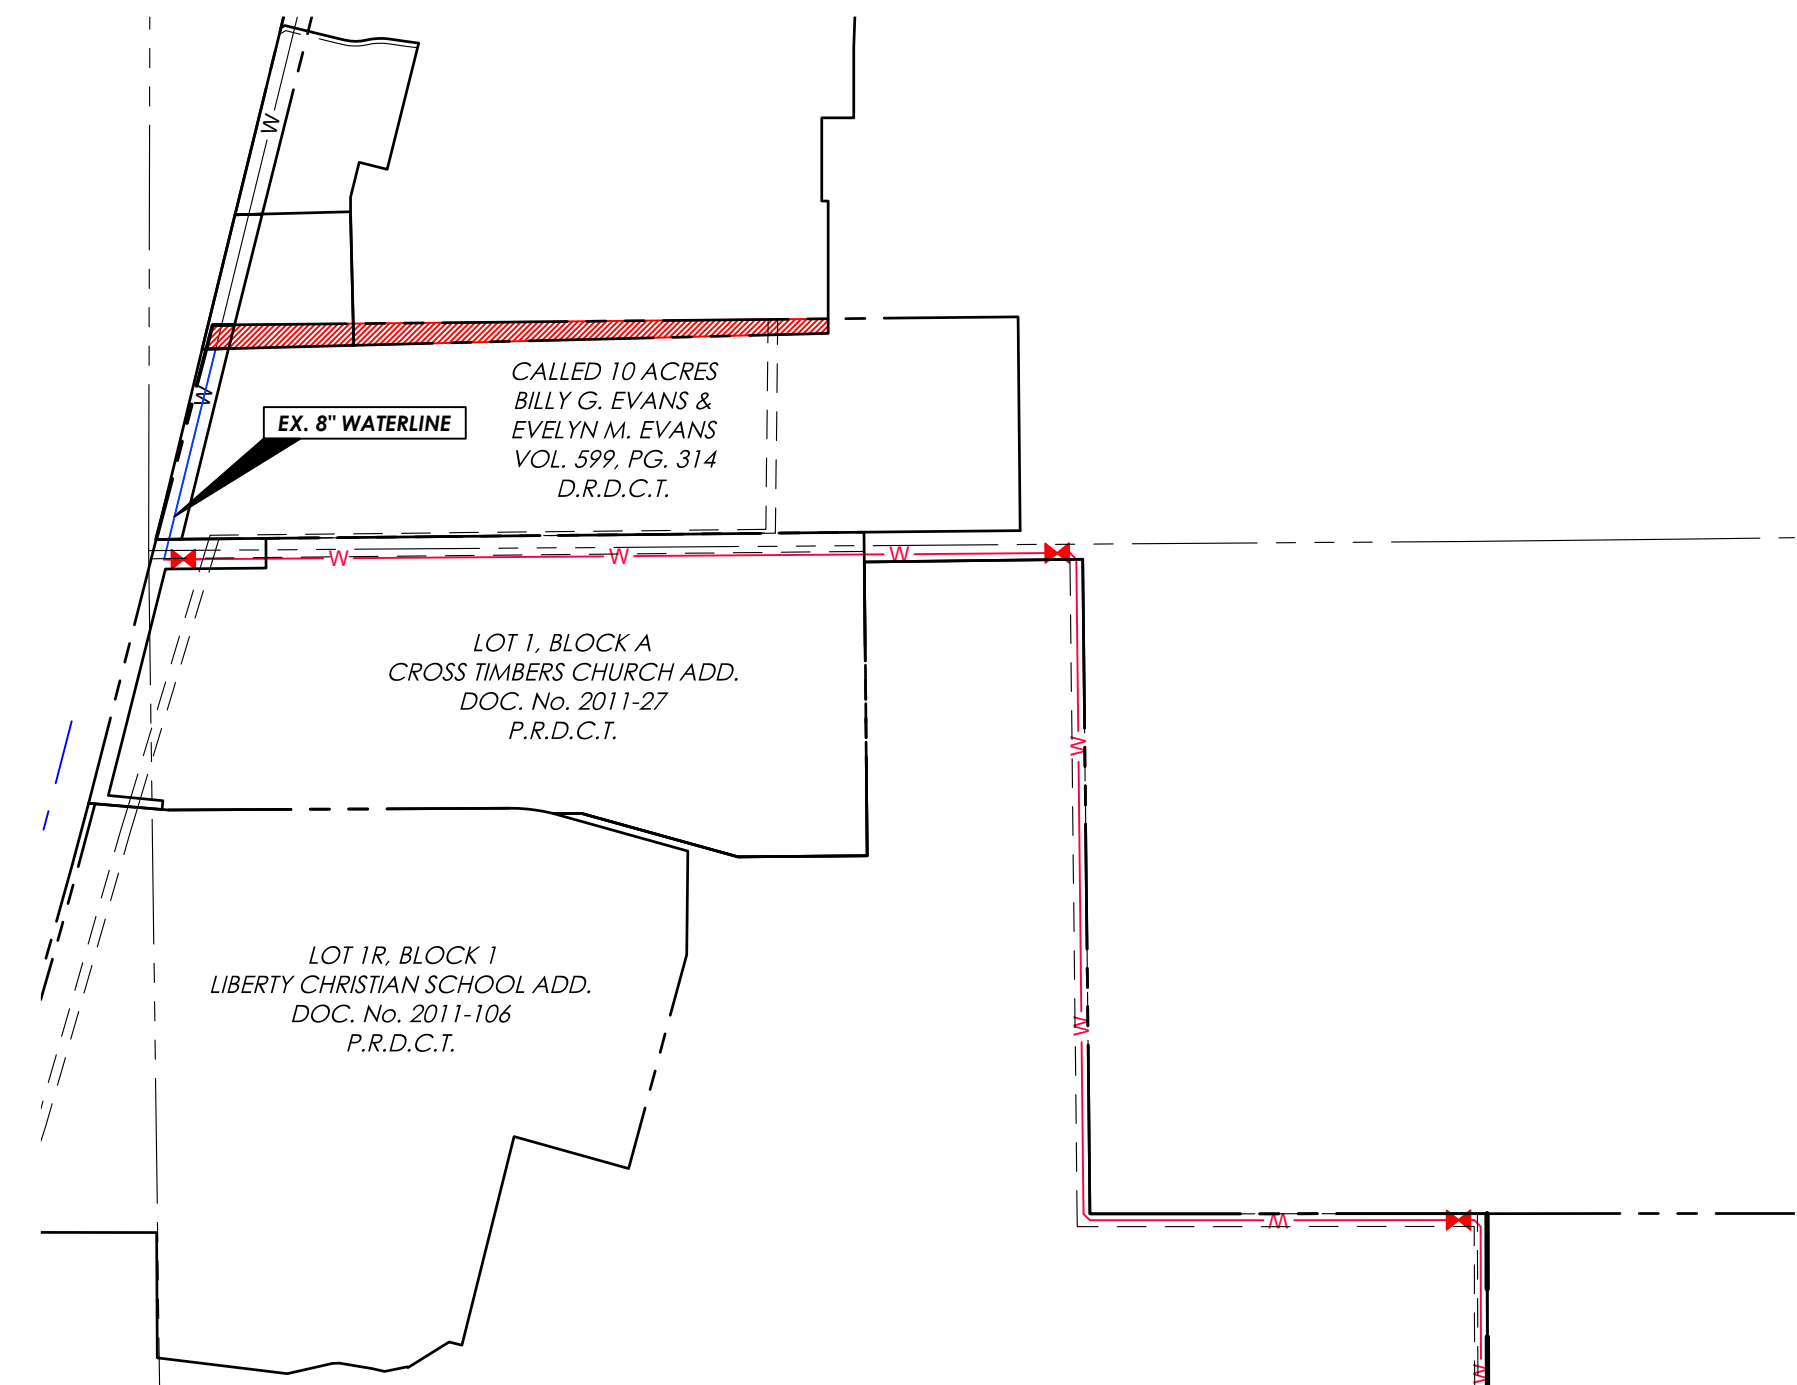 W
W
CALLED 10 ACRES
BILLY G. EVANS &
EVELYN M. EVANS
VOL. 599, PG. 314
D.R.D.C.T.
EX. 8" WATERLINE
W
W
W
LOT 1, BLOCK A
CROSS TIMBERS CHURCH ADD.
DOC. No. 2011-27
P.R.D.C.T.
W
LOT 1R, BLOCK 1
LIBERTY CHRISTIAN SCHOOL ADD.
DOC. No. 2011-106
P.R.D.C.T.
W
W
W